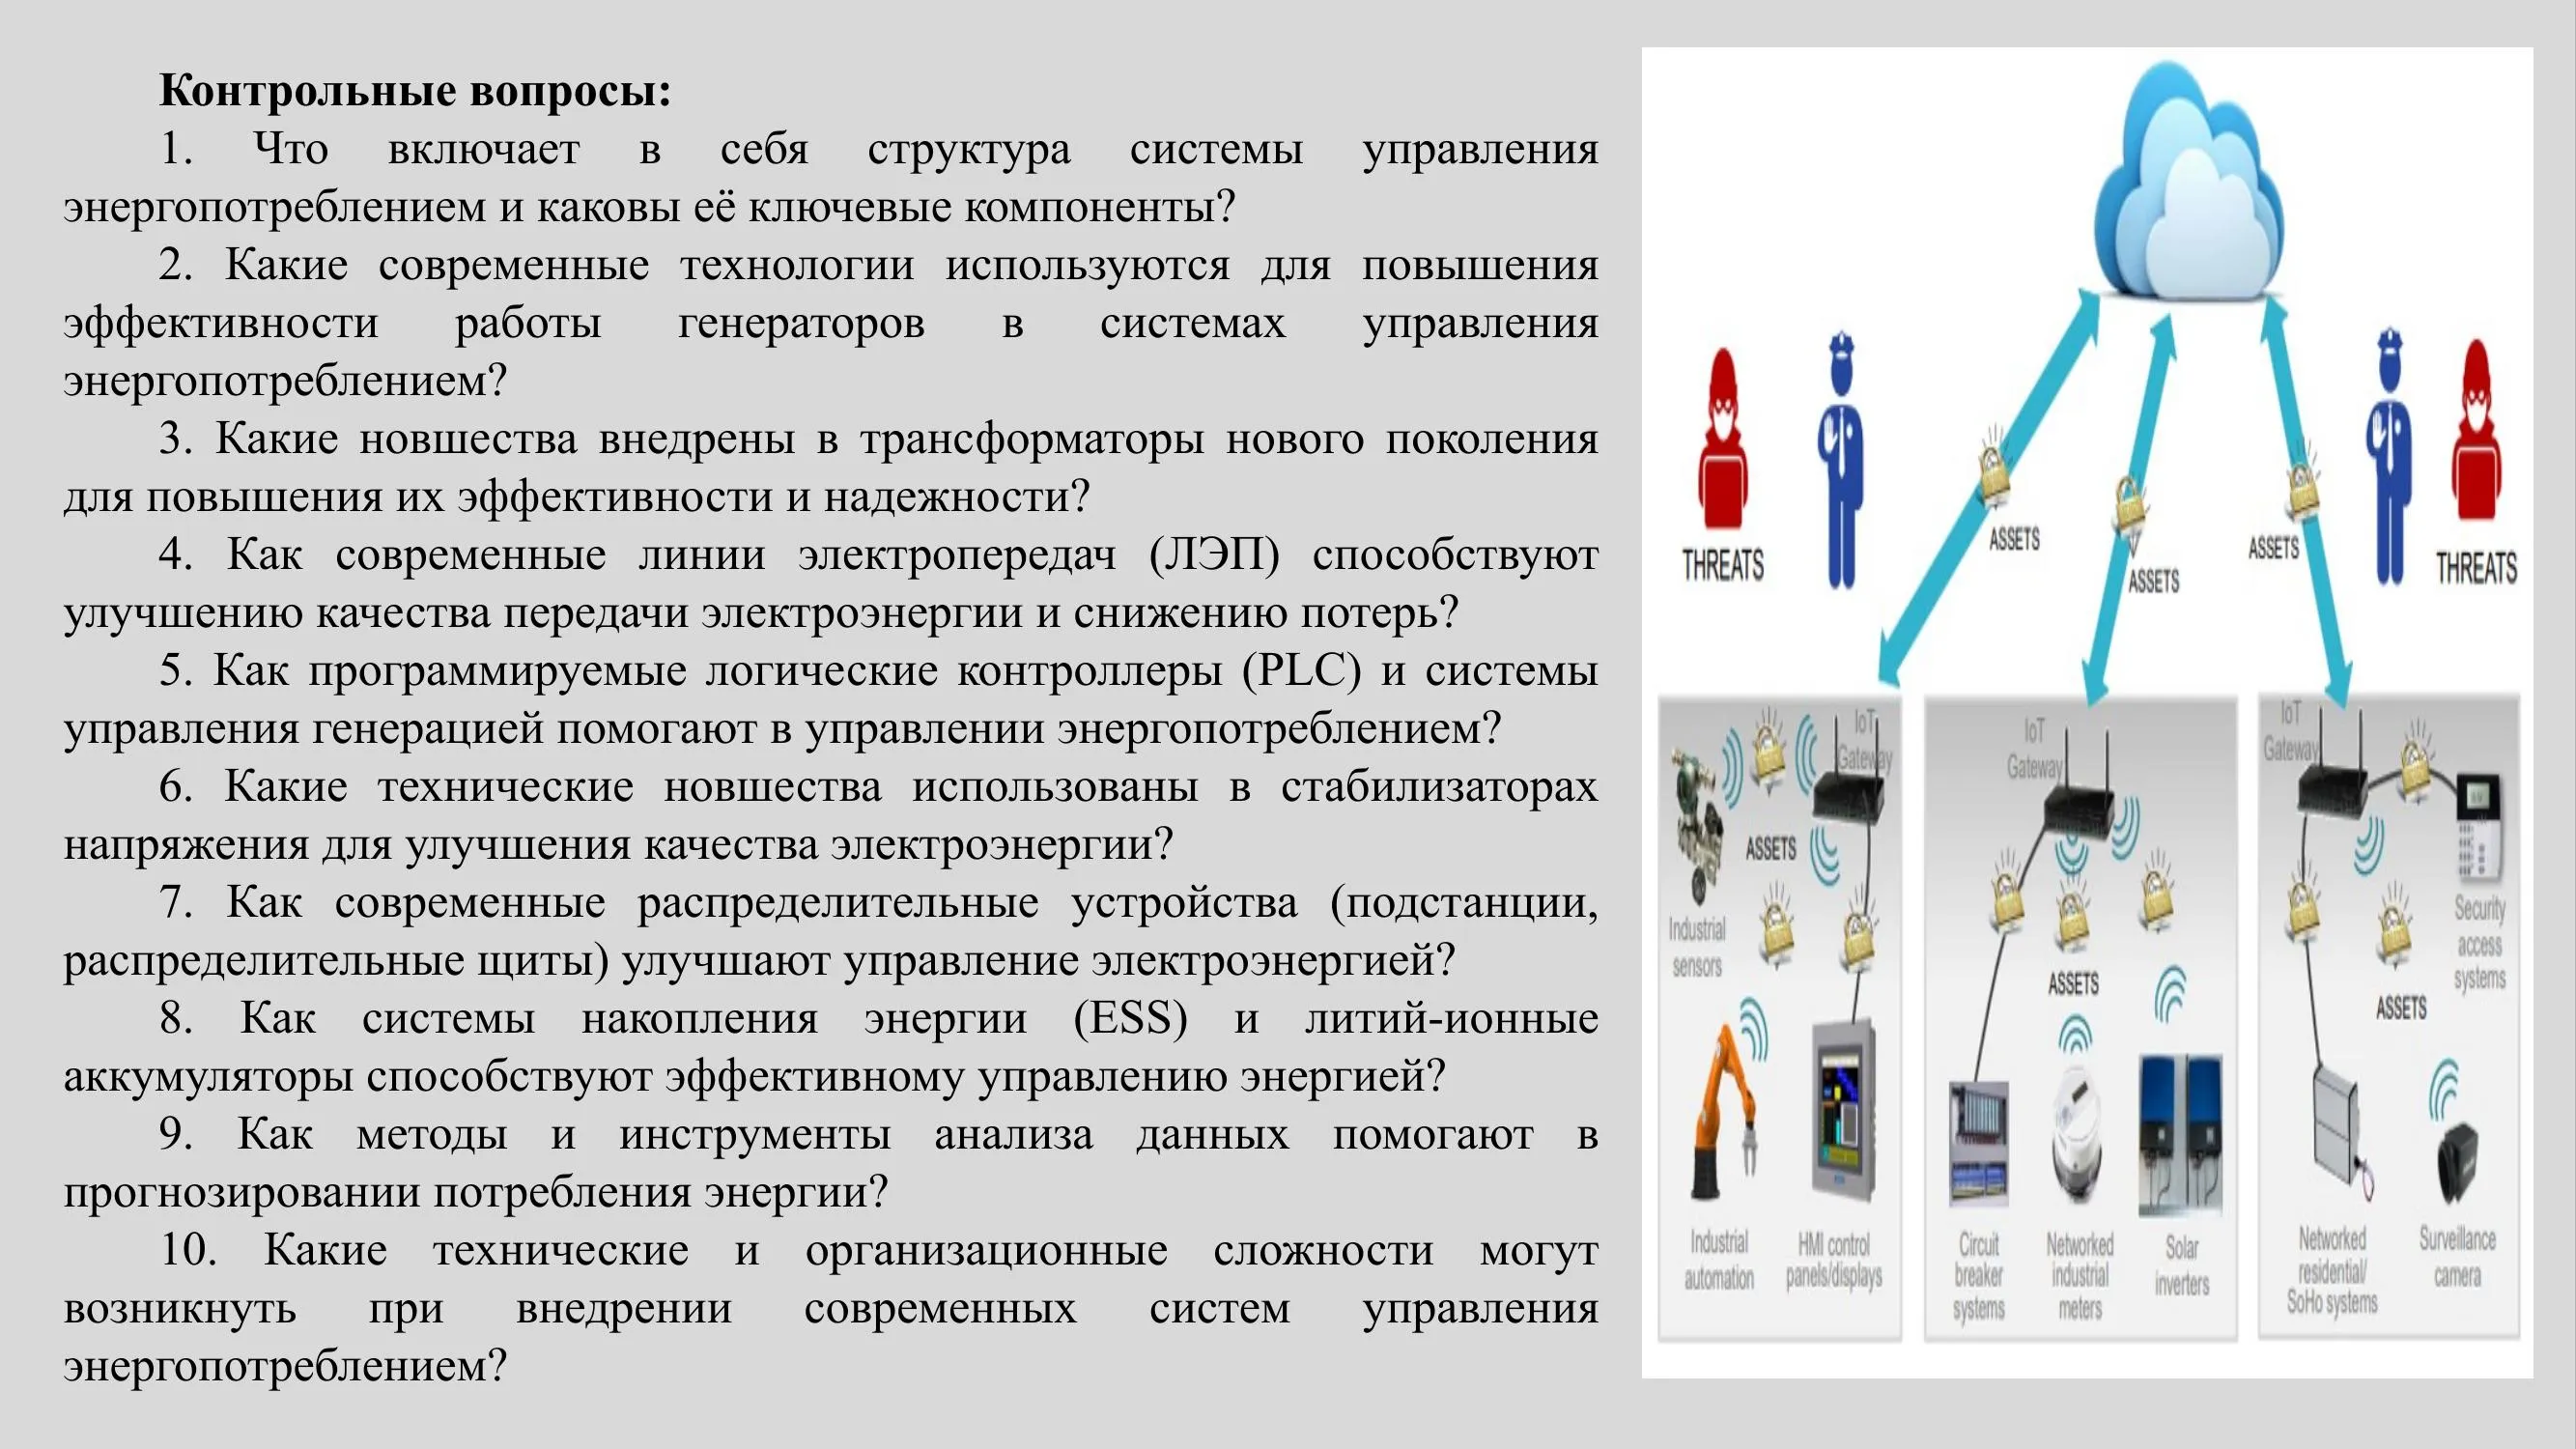 Контрольные вопросы:
1. Что включает в себя структура системы управления
энергопотреблением и каковы её ключевые компоненты?
2. Какие современные технологии используются для повышения
эффективности работы генераторов в системах управления
энергопотреблением?
3. Какие новшества внедрены в трансформаторы нового поколения
для повышения их эффективности и надежности?
4. Как современные линии электропередач (ЛЭП) способствуют
улучшению качества передачи электроэнергии и снижению потерь?
5. Как программируемые логические контроллеры (PLC) и системы
управления генерацией помогают в управлении энергопотреблением?
6. Какие технические новшества использованы в стабилизаторах
напряжения для улучшения качества электроэнергии?
7. Как современные распределительные устройства (подстанции,
распределительные щиты) улучшают управление электроэнергией?
8. Как системы накопления энергии (ESS) и литий-ионные
аккумуляторы способствуют эффективному управлению энергией?
9. Как методы и инструменты анализа данных помогают в
прогнозировании потребления энергии?
10. Какие технические и организационные сложности могут
возникнуть при внедрении современных систем управления
энергопотреблением?
THREATS
ASSETS
ASSETS
ASSETS
THREATS
IoT
Gateway
ASSETS
Industrial
sensors
Industrial
automation
HMI control
panels/displays
IoT
Gateway
ASSETS
Circuit
breaker
systems
Networked
industrial
meters
Solar
inverters
IoT
Gateway
Security
access
systems
ASSETS
Networked
residential/
SoHo systems
Surveillance
camera